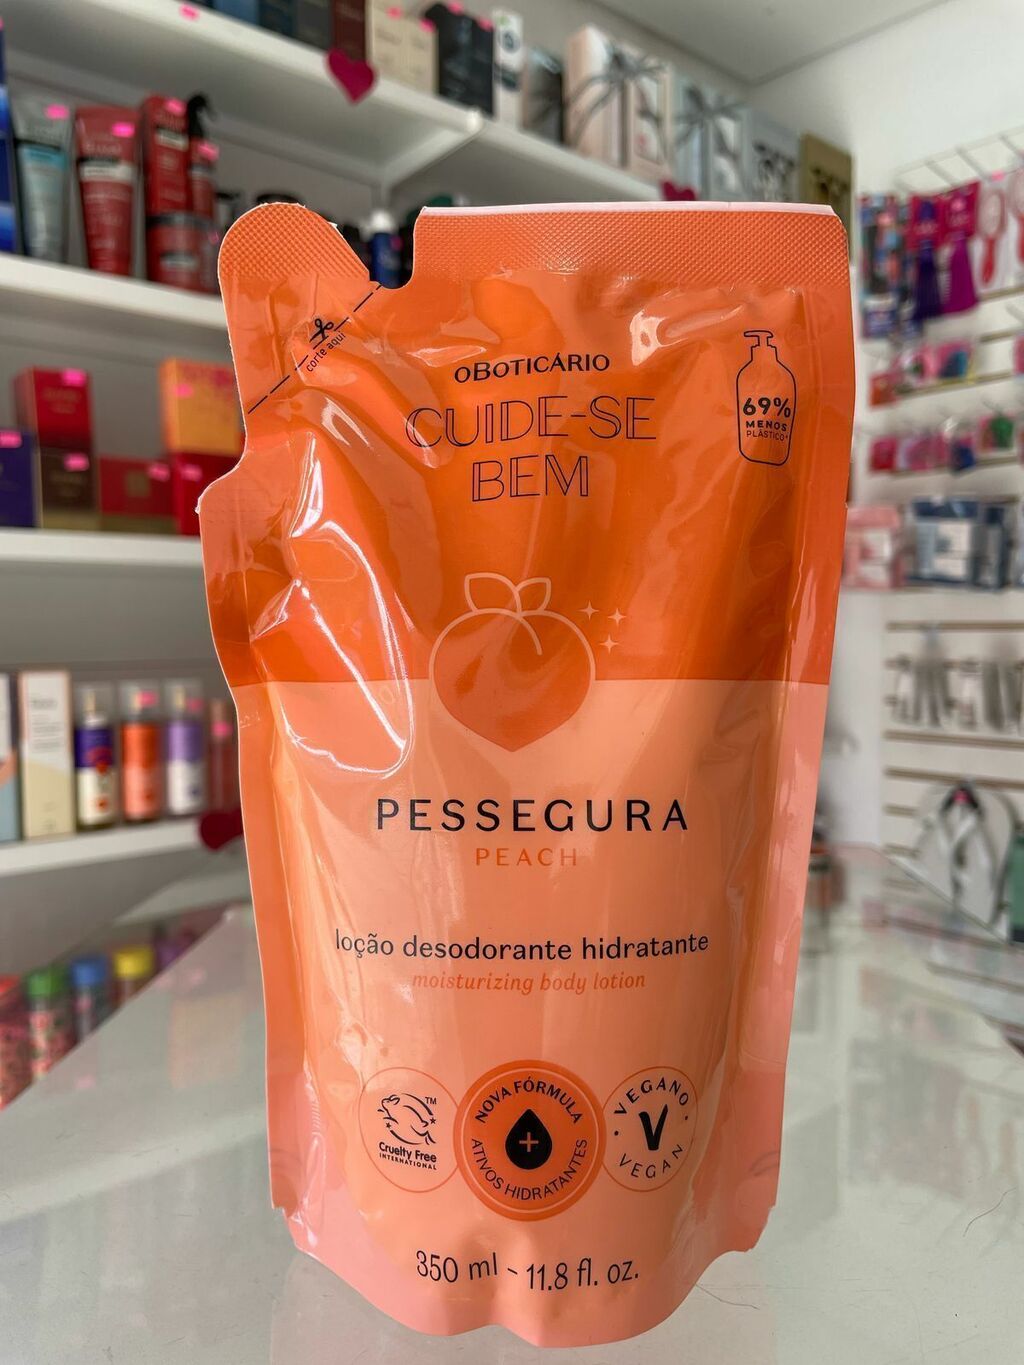 corte aqui
oBOTICÁRIO
CUIDE-SE
BEM
69%
MENOS
PLÁSTICO*
PESSEGURA
PEACH
loção desodorante hidratante
moisturizing body lotion
TM
Cruelty Free
INTERNATIONAL
NOVA FÓRMULA
ATIVOS HIDRATANTES
VEGANO
V
VEGAN
350 ml - 11.8 fl. oz.